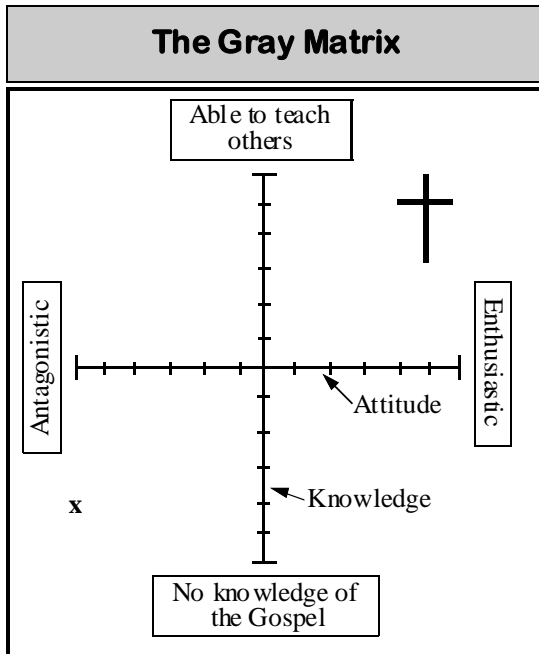 The Gray Matrix
Able to teach
others
Antagonistic
Enthusiastic
Attitude
x
Knowledge
No knowledge of
the Gospel